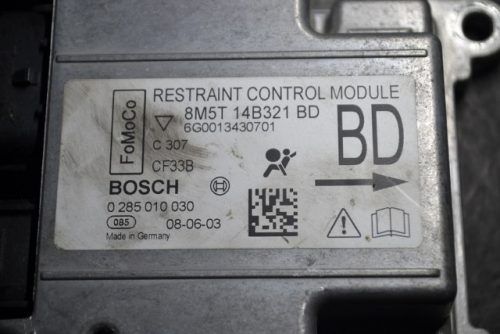 FoMoCo
RESTRAINT CONTROL MODULE
8M5T 14B321 BD
6G0013430701
C 307
CF33B
BD
BOSCH
0 285 010 030
085 08-06-03
Made in Germany